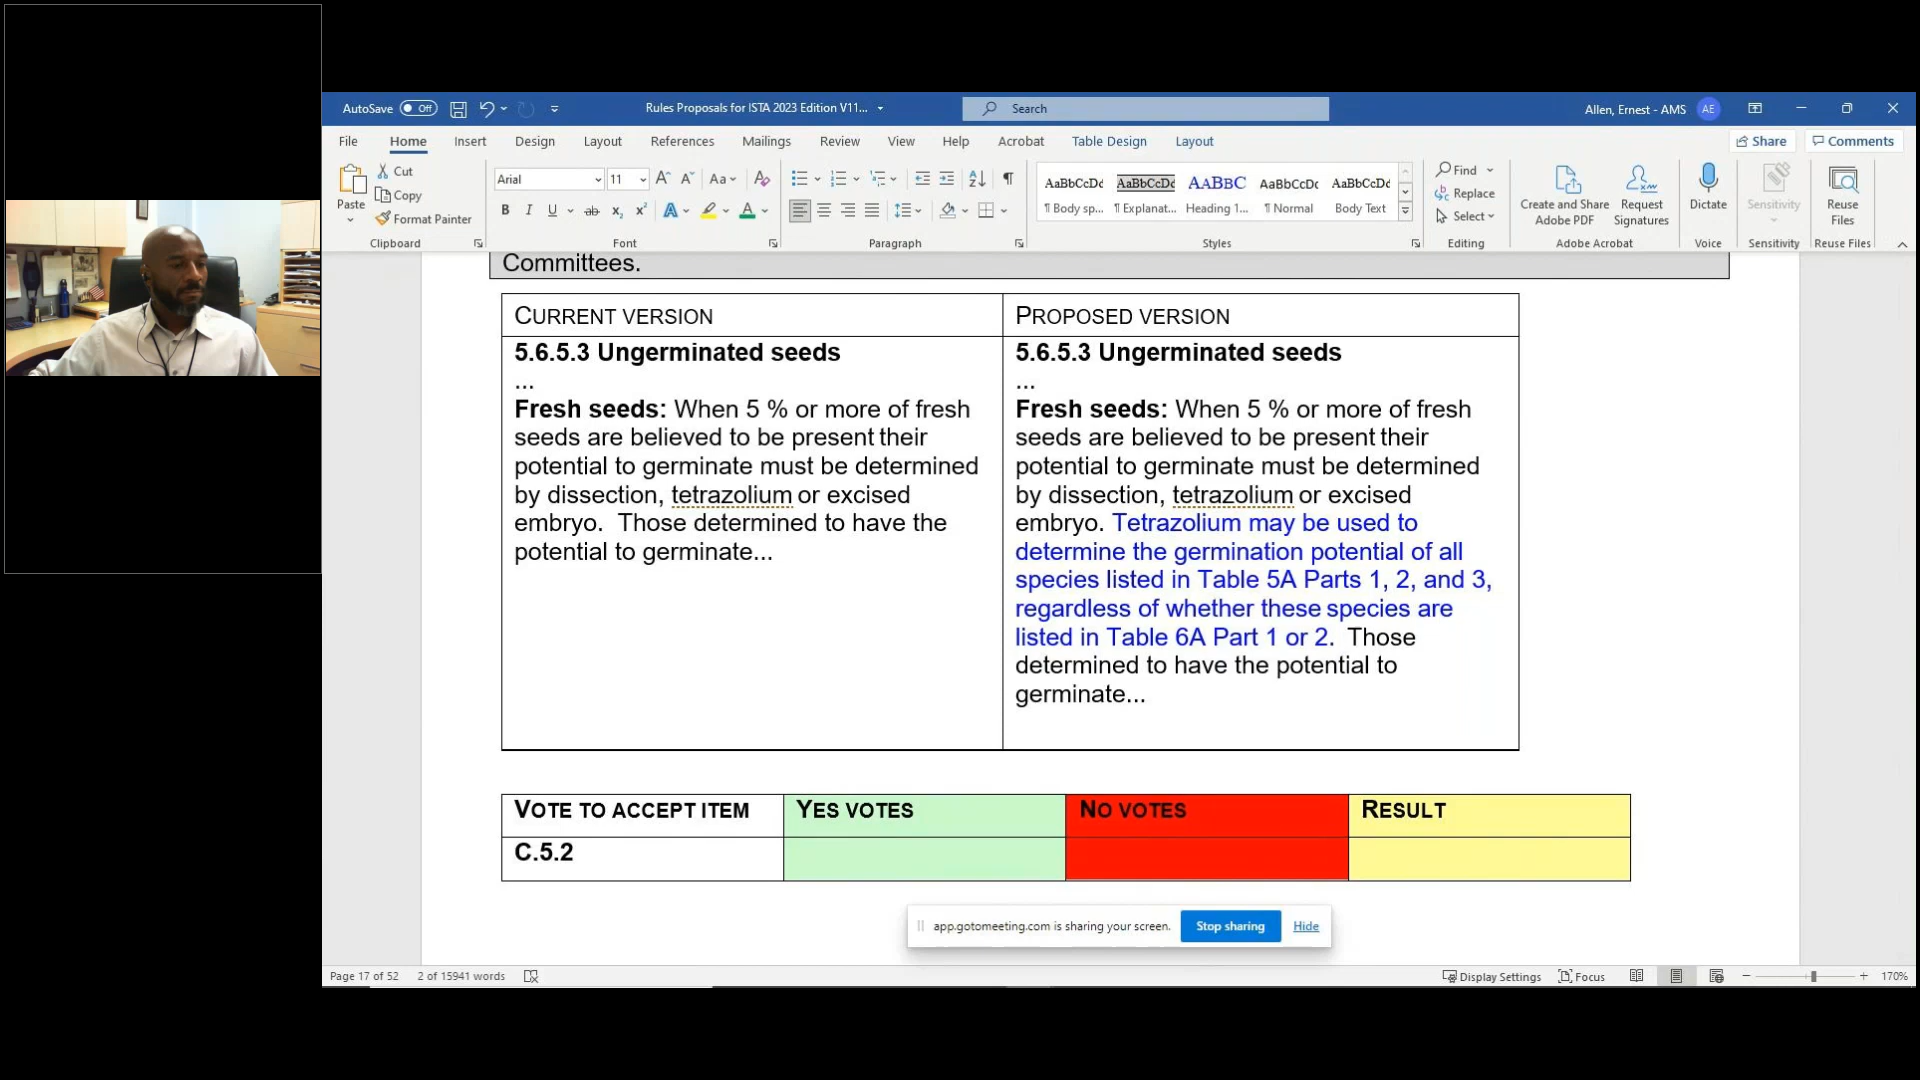 AutoSave Off
Rules Proposals for ISTA 2023 Edition V11...
Search
Allen, Ernest - AMS AE
File Home Insert Design Layout References Mailings Review View Help Acrobat Table Design Layout Share Comments
Paste
Cut
Copy
Format Painter
Clipboard
Arial 11
Font
Paragraph
AaBbCcDd AaBbCcDd AABBC AaBbCcDc AaBbCcDc
¶ Body sp... ¶ Explanat... Heading 1... ¶ Normal Body Text
Styles
Find
Replace
Select
Editing
Create and Share Adobe PDF
Request Signatures
Adobe Acrobat
Dictate
Voice
Sensitivity
Sensitivity
Reuse Files
Reuse Files
Committees.
CURRENT VERSION
5.6.5.3 Ungerminated seeds
...
Fresh seeds: When 5 % or more of fresh
seeds are believed to be present their
potential to germinate must be determined
by dissection, tetrazolium or excised
embryo. Those determined to have the
potential to germinate...
PROPOSED VERSION
5.6.5.3 Ungerminated seeds
...
Fresh seeds: When 5 % or more of fresh
seeds are believed to be present their
potential to germinate must be determined
by dissection, tetrazolium or excised
embryo. Tetrazolium may be used to
determine the germination potential of all
species listed in Table 5A Parts 1, 2, and 3,
regardless of whether these species are
listed in Table 6A Part 1 or 2. Those
determined to have the potential to
germinate...
VOTE TO ACCEPT ITEM YES VOTES NO VOTES RESULT
C.5.2
app.gotomeeting.com is sharing your screen. Stop sharing Hide
Page 17 of 52 2 of 15941 words Display Settings Focus 170%